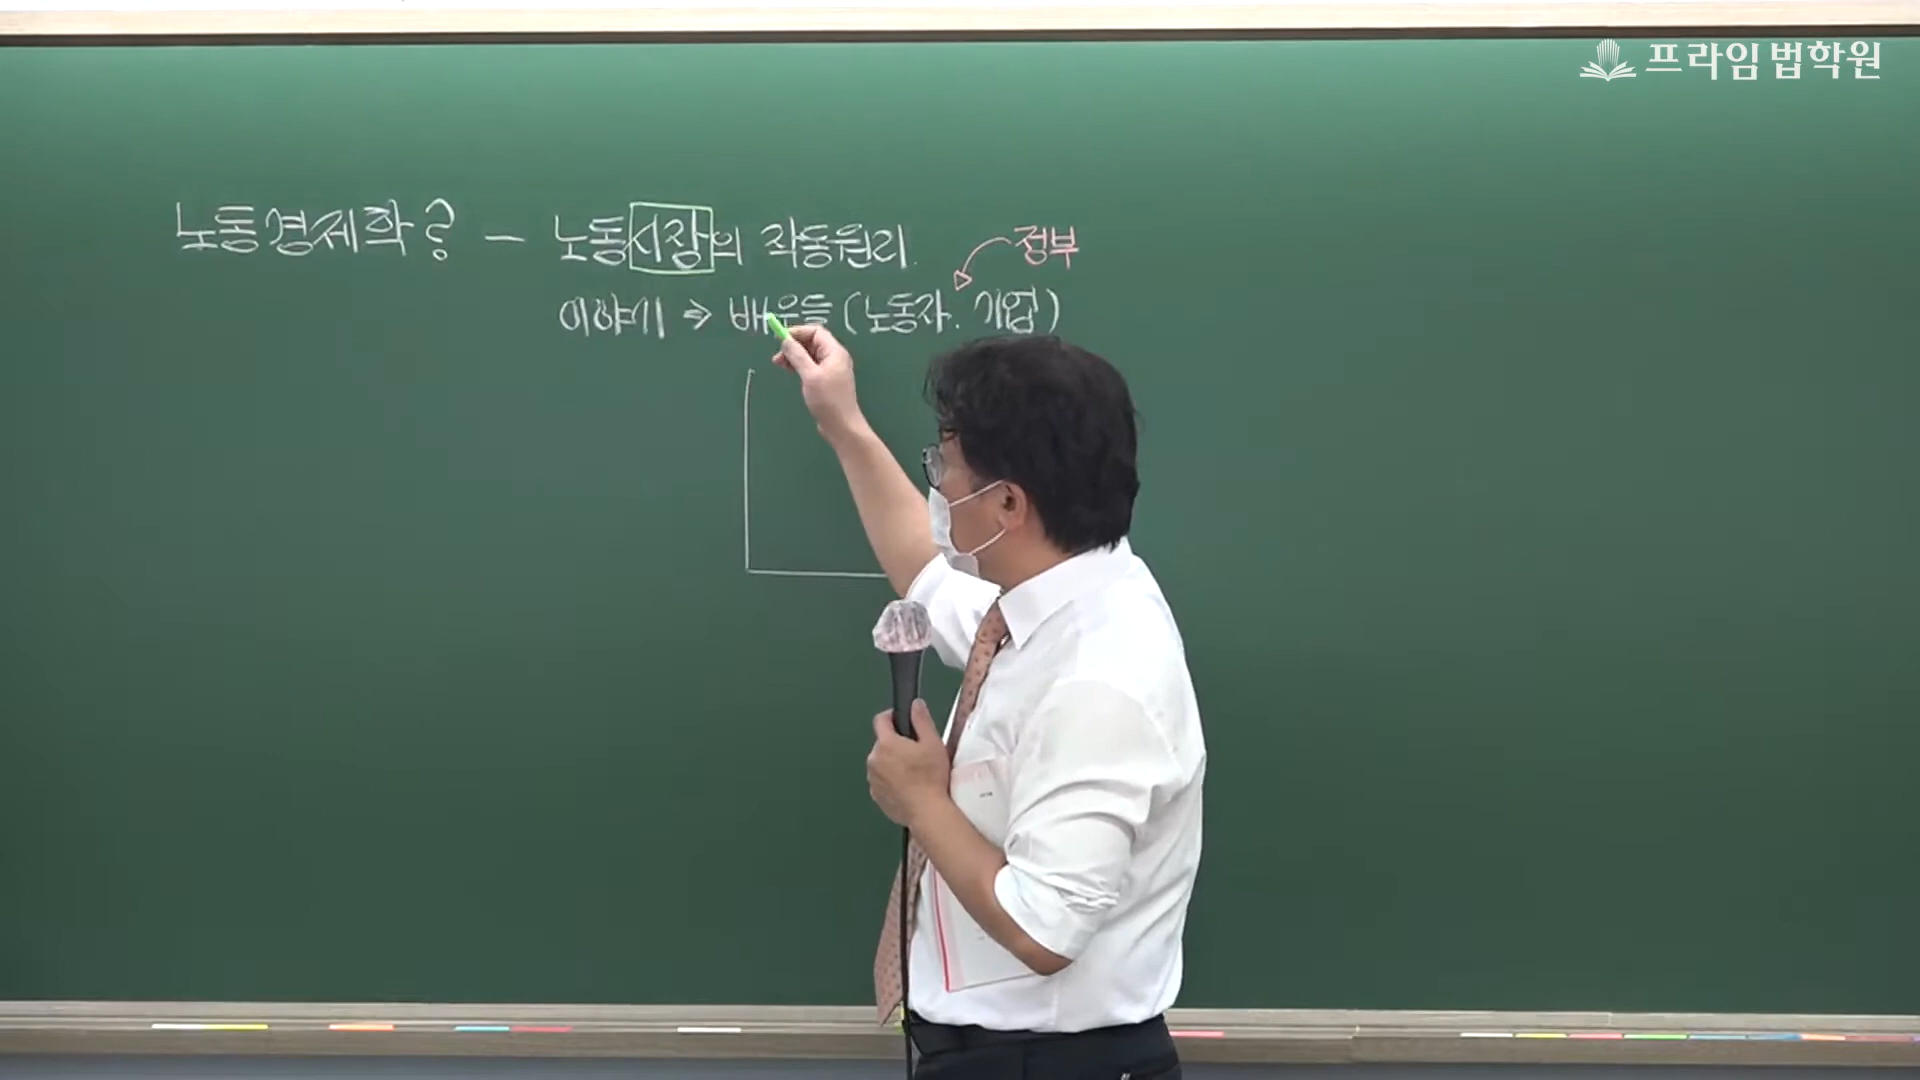 프라임법학원
노동경제학? - 노동시장의 작동원리.
정부
이야기 ⇒ 배우들 (노동자. 기업)